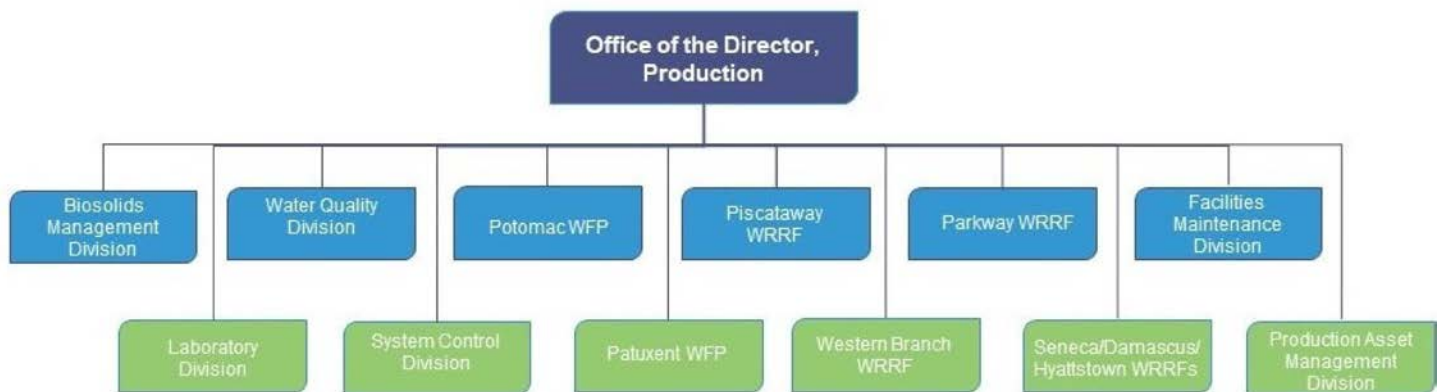 Office of the Director,
Production
Biosolids
Management
Division
Water Quality
Division
Potomac WFP
Piscataway
WRRF
Parkway WRRF
Facilities
Maintenance
Division
Laboratory
Division
System Control
Division
Patuxent WFP
Western Branch
WRRF
Seneca/Damascus/
Hyattstown WRRFs
Production Asset
Management
Division